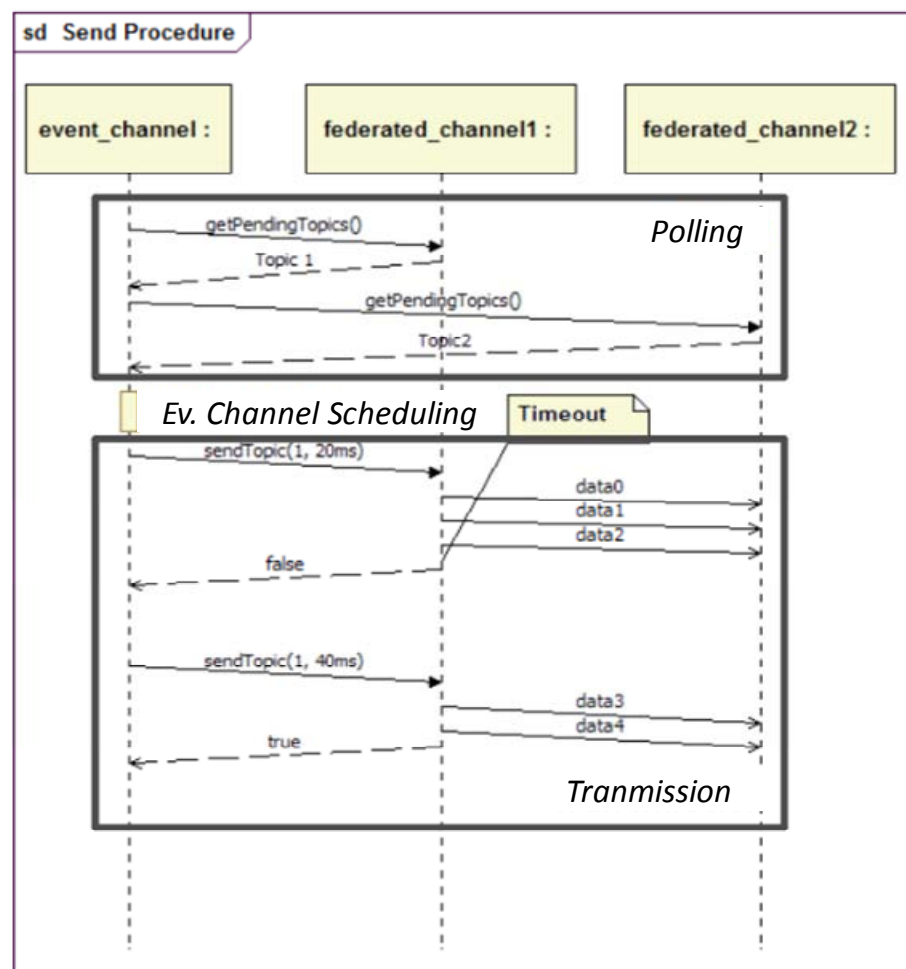 sd Send Procedure
event_channel :
federated_channel1 :
federated_channel2 :
getPendingTopics()
Polling
Topic 1
getPendingTopics()
Topic2
Ev. Channel Scheduling
Timeout
sendTopic(1, 20ms)
data0
data1
data2
false
sendTopic(1, 40ms)
data3
data4
true
Tranmission